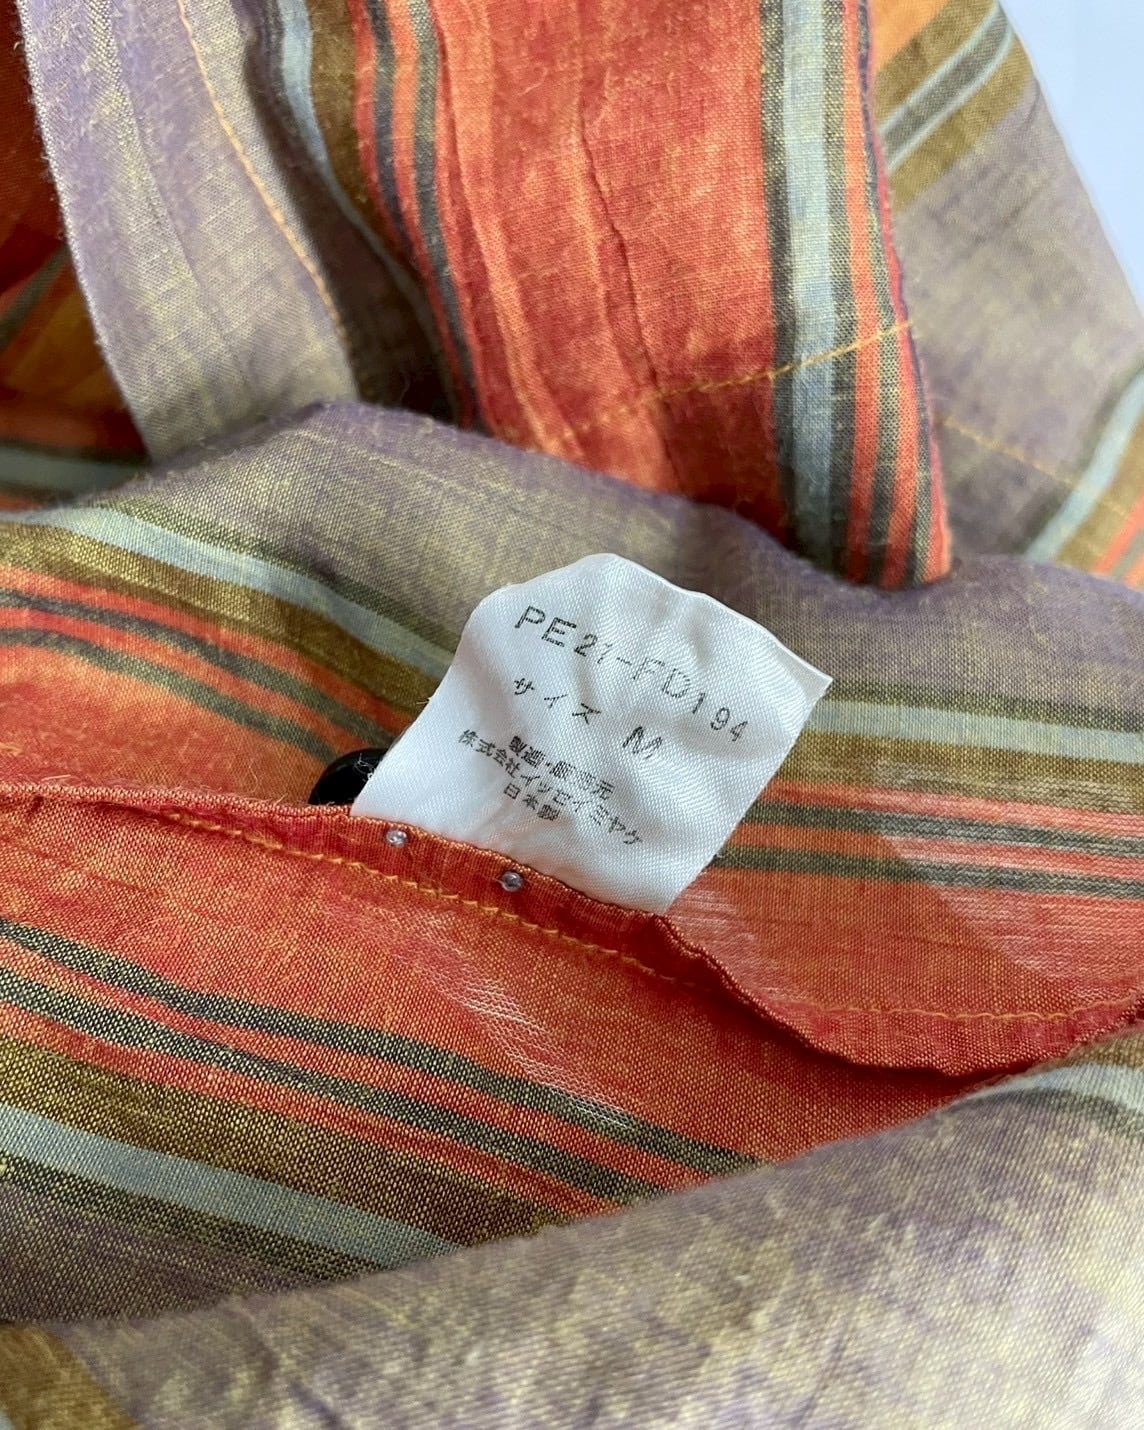 PE21-FD194
サイズ M
製造・販売元
株式会社イッセイミヤケ
日本製